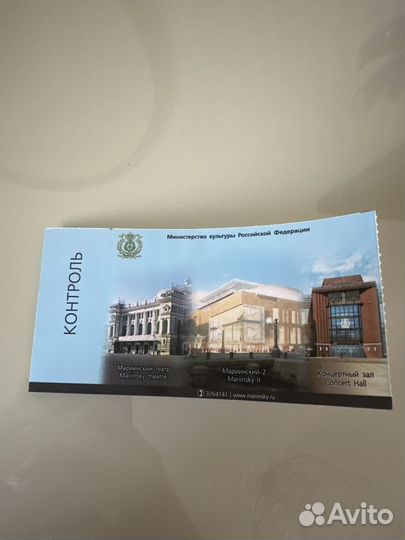 КОНТРОЛЬ
Министерство культуры Российской Федерации
Мариинский театр
Mariinsky theatre
Мариинский-2
Mariinsky-II
Концертный зал
Concert Hall
3264141 | www.mariinsky.ru
Avito